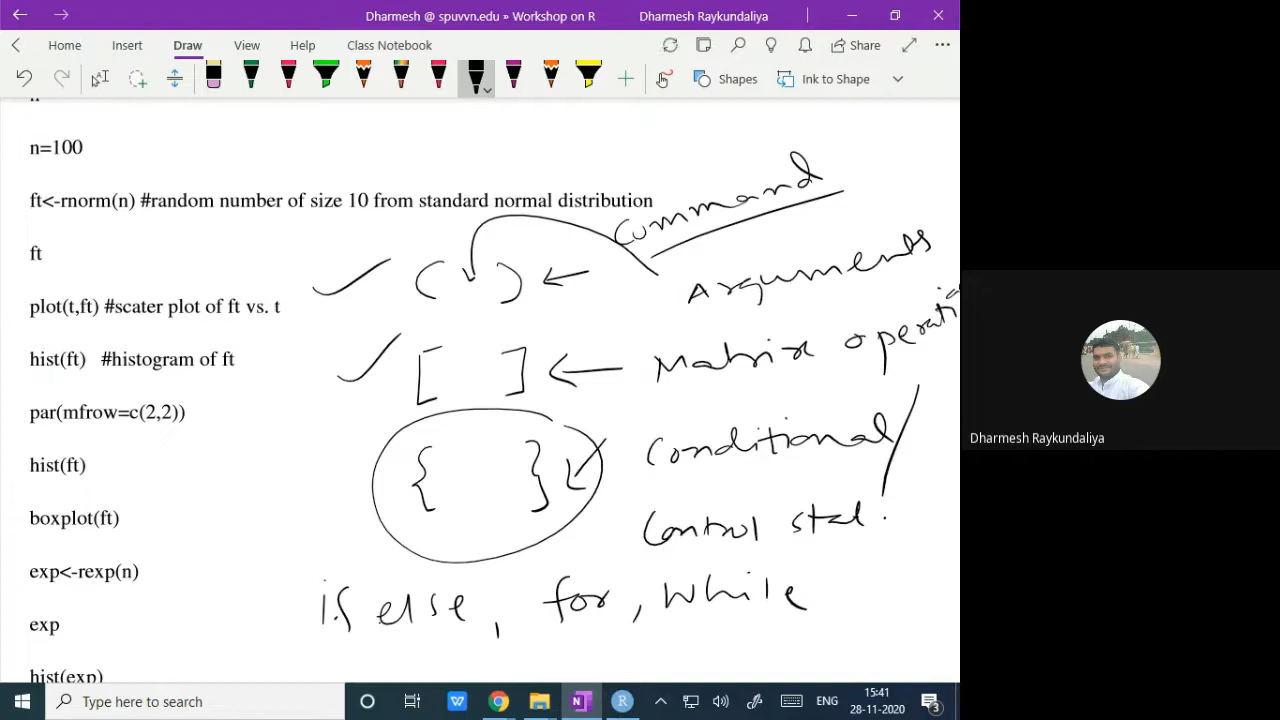 Dharmesh @ spuvvn.edu » Workshop on R
Dharmesh Raykundaliya
Home Insert Draw View Help Class Notebook Share
Shapes Ink to Shape
n=100
ft<-rnorm(n) #random number of size 10 from standard normal distribution
Command
ft
( ) Arguments
plot(t,ft) #scater plot of ft vs. t
hist(ft) #histogram of ft
[ ] Matrix operati
par(mfrow=c(2,2))
hist(ft)
{ } Conditional /
boxplot(ft)
Control stat.
exp<-rexp(n)
if else, for, while
exp
hist(exp)
Dharmesh Raykundaliya
Type here to search
ENG
15:41
28-11-2020
3